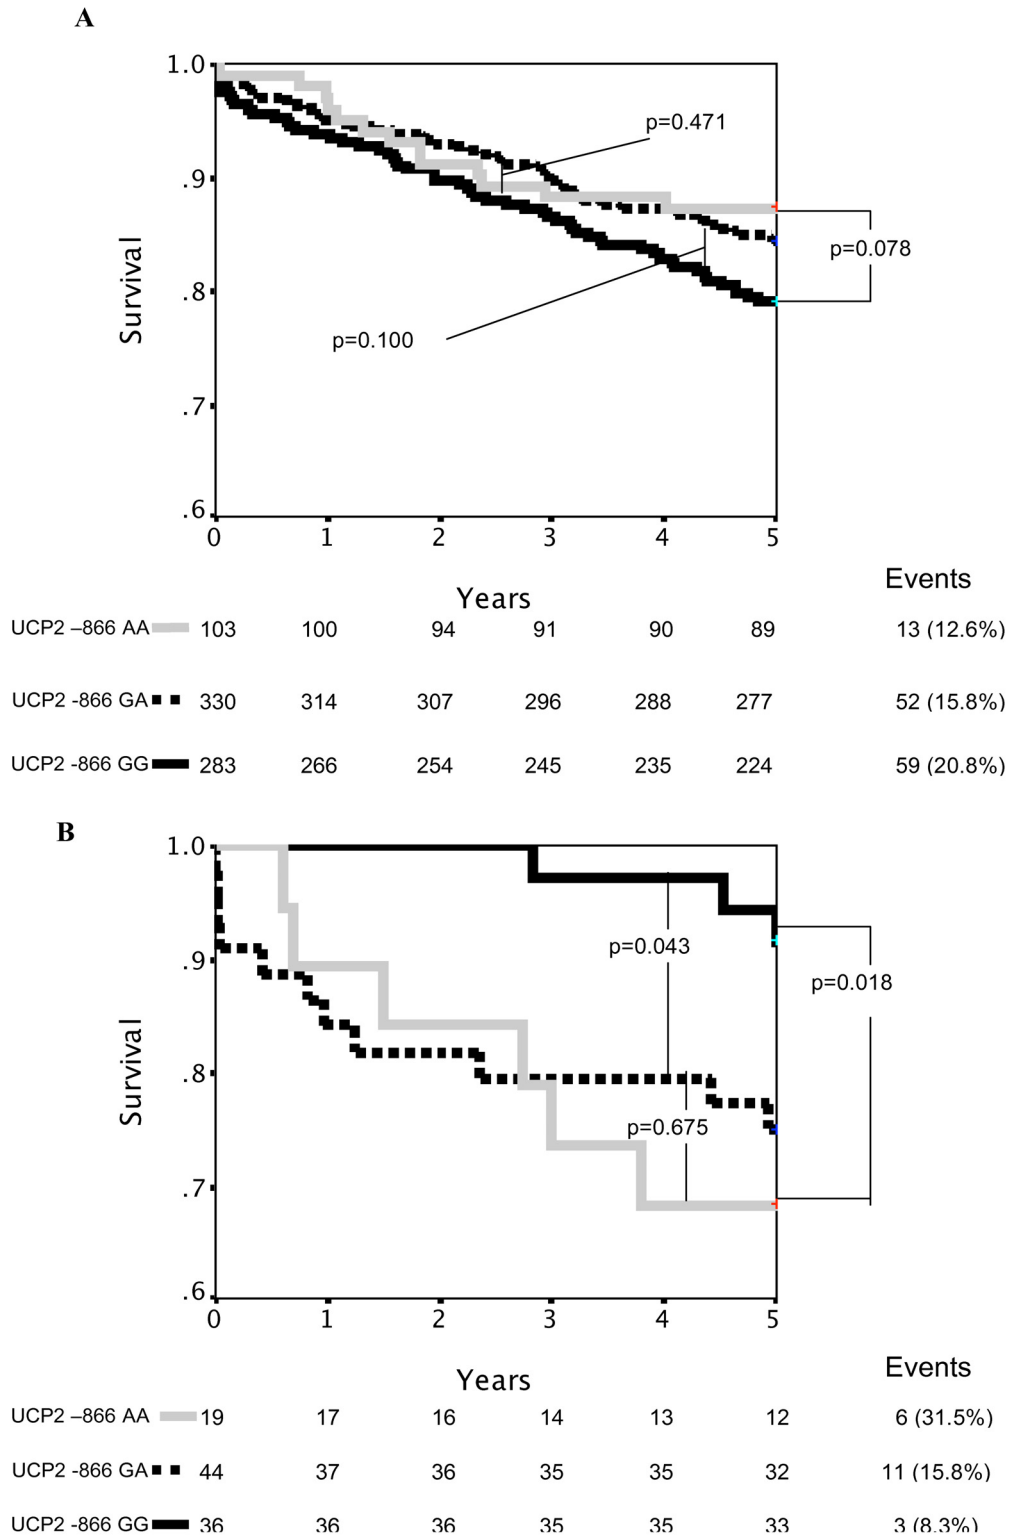 A
1.0
p=0.471
.9
p=0.078
Survival
.8
p=0.100
.7
.6
0 1 2 3 4 5
Events
Years
UCP2 –866 AA 103 100 94 91 90 89 13 (12.6%)
UCP2 -866 GA 330 314 307 296 288 277 52 (15.8%)
UCP2 -866 GG 283 266 254 245 235 224 59 (20.8%)
B
1.0
p=0.043
.9
p=0.018
Survival
.8
p=0.675
.7
.6
0 1 2 3 4 5
Events
Years
UCP2 –866 AA 19 17 16 14 13 12 6 (31.5%)
UCP2 -866 GA 44 37 36 35 35 32 11 (15.8%)
UCP2 -866 GG 36 36 36 35 35 33 3 (8.3%)